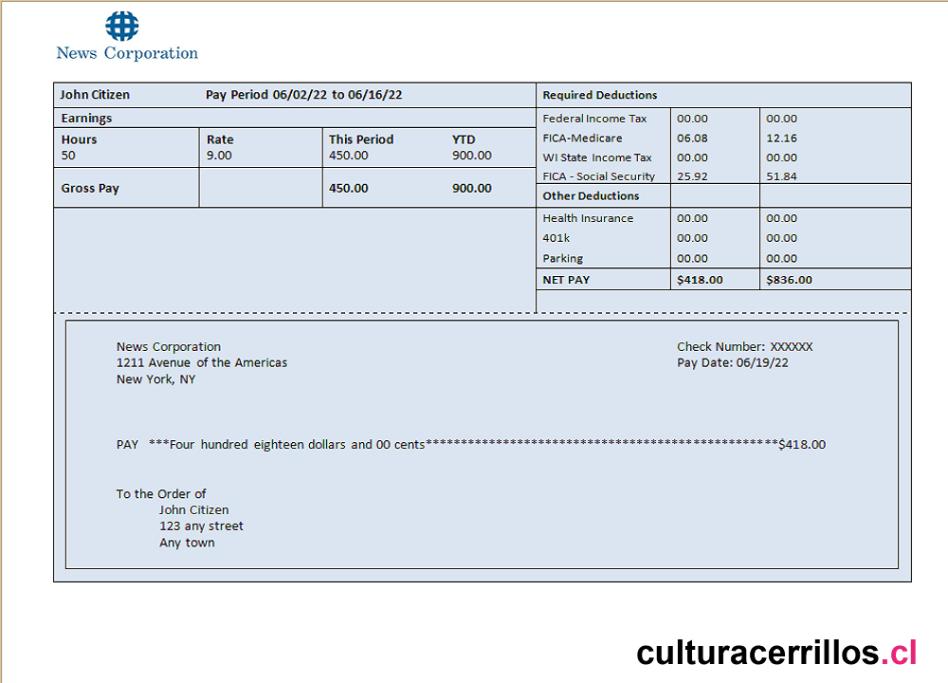 News Corporation
John Citizen Pay Period 06/02/22 to 06/16/22 Required Deductions
Earnings Federal Income Tax 00.00 00.00
Hours Rate This Period YTD FICA-Medicare 06.08 12.16
50 9.00 450.00 900.00 WI State Income Tax 00.00 00.00
FICA - Social Security 25.92 51.84
Gross Pay 450.00 900.00 Other Deductions
Health Insurance 00.00 00.00
401k 00.00 00.00
Parking 00.00 00.00
NET PAY $418.00 $836.00
News Corporation Check Number: XXXXXX
1211 Avenue of the Americas Pay Date: 06/19/22
New York, NY
PAY ***Four hundred eighteen dollars and 00 cents**************************************************$418.00
To the Order of
John Citizen
123 any street
Any town
culturacerrillos.cl